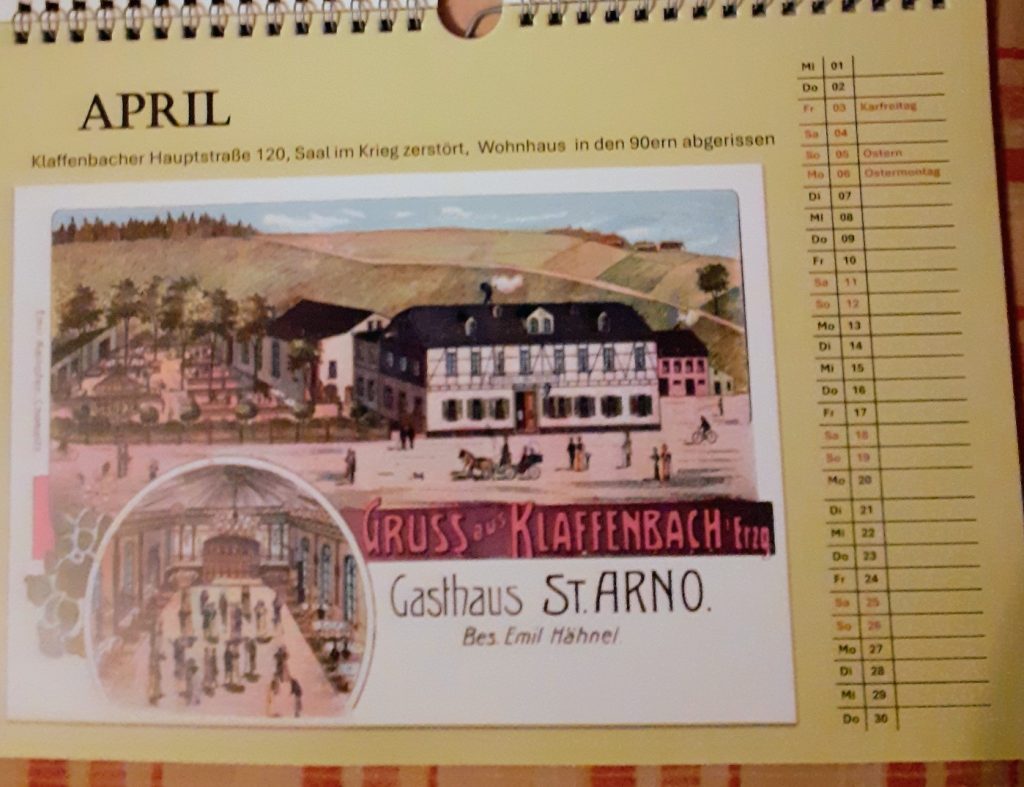 APRIL
Klaffenbacher Hauptstraße 120, Saal im Krieg zerstört, Wohnhaus in den 90ern abgerissen
GRUSS aus KLAFFENBACH i Erzg
Gasthaus ST. ARNO.
Bes. Emil Hähnel
Mi 01
Do 02
Fr 03 Karfreitag
Sa 04
So 05 Ostern
Mo 06 Ostermontag
Di 07
Mi 08
Do 09
Fr 10
Sa 11
So 12
Mo 13
Di 14
Mi 15
Do 16
Fr 17
Sa 18
So 19
Mo 20
Di 21
Mi 22
Do 23
Fr 24
Sa 25
So 26
Mo 27
Di 28
Mi 29
Do 30